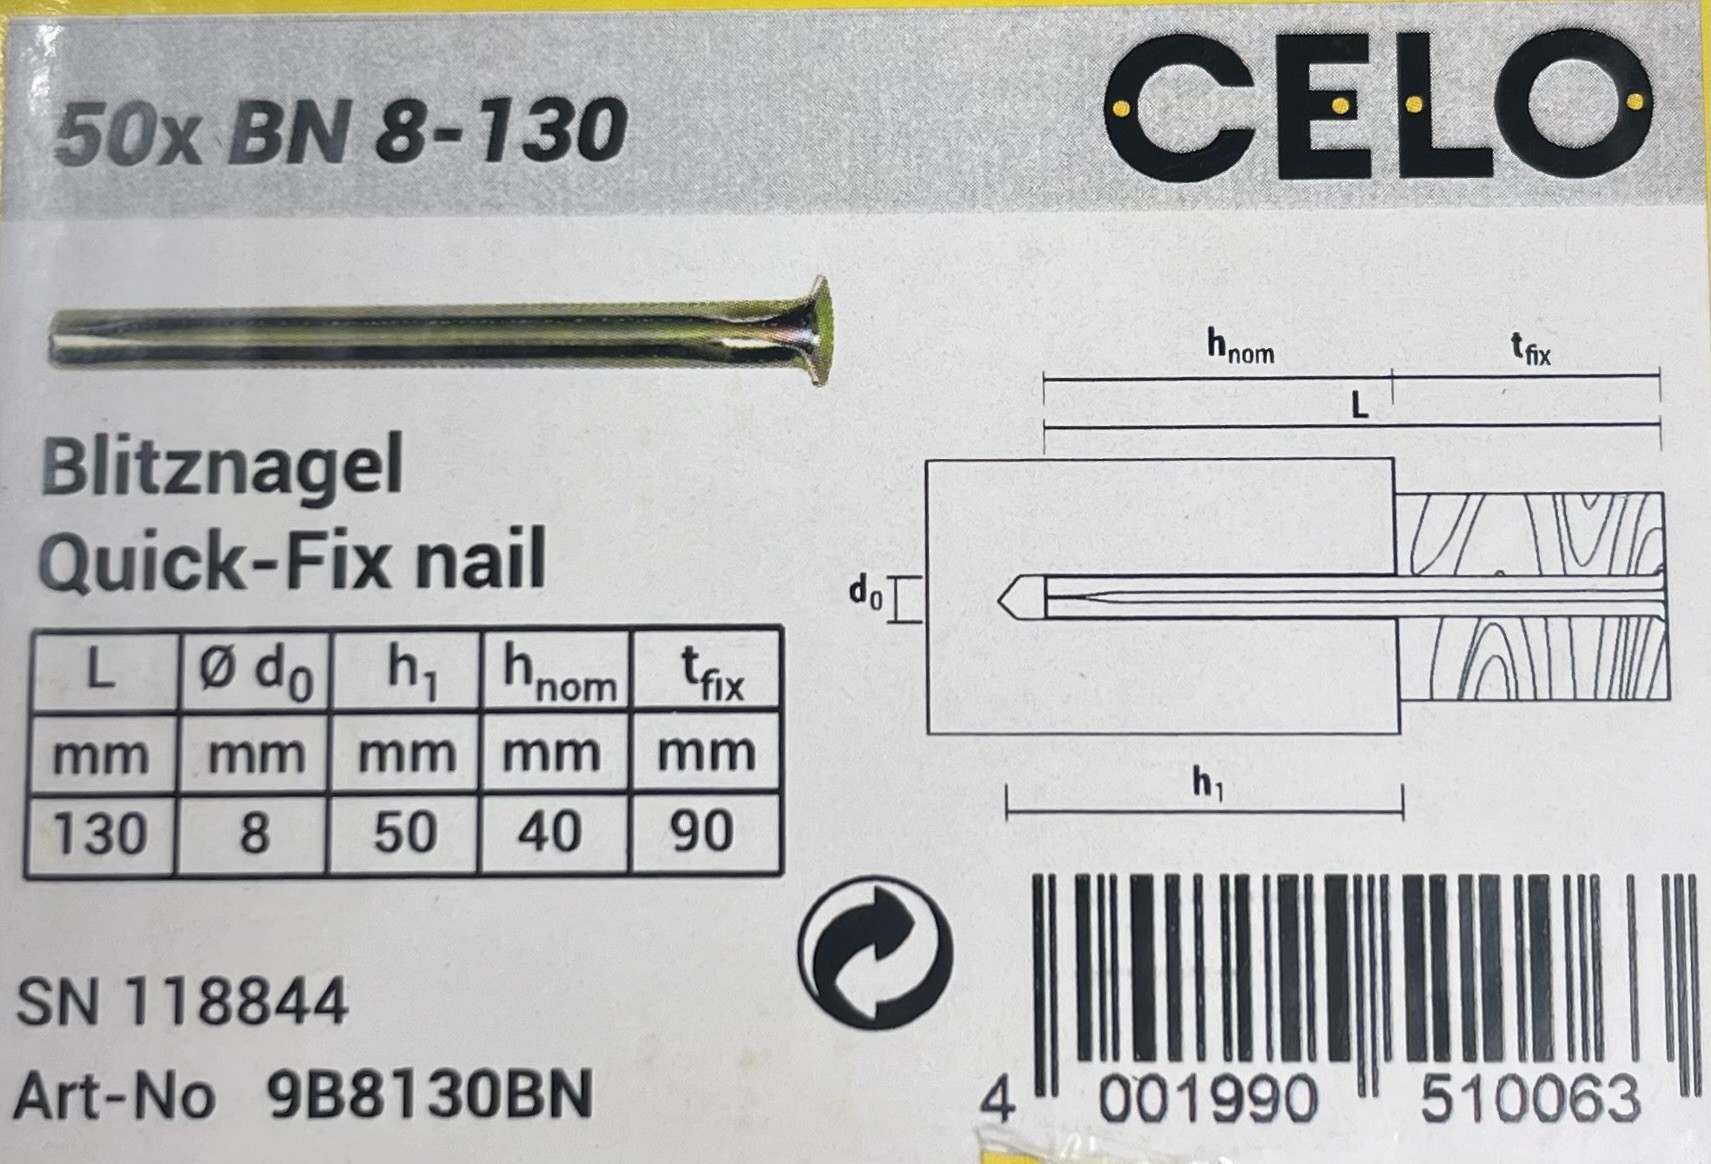 50x BN 8-130
CELO
Blitznagel
Quick-Fix nail
L Ø d0 h1 hnom tfix
mm mm mm mm mm
130 8 50 40 90
hnom tfix
L
d0
h1
SN 118844
Art-No 9B8130BN
4 001990 510063